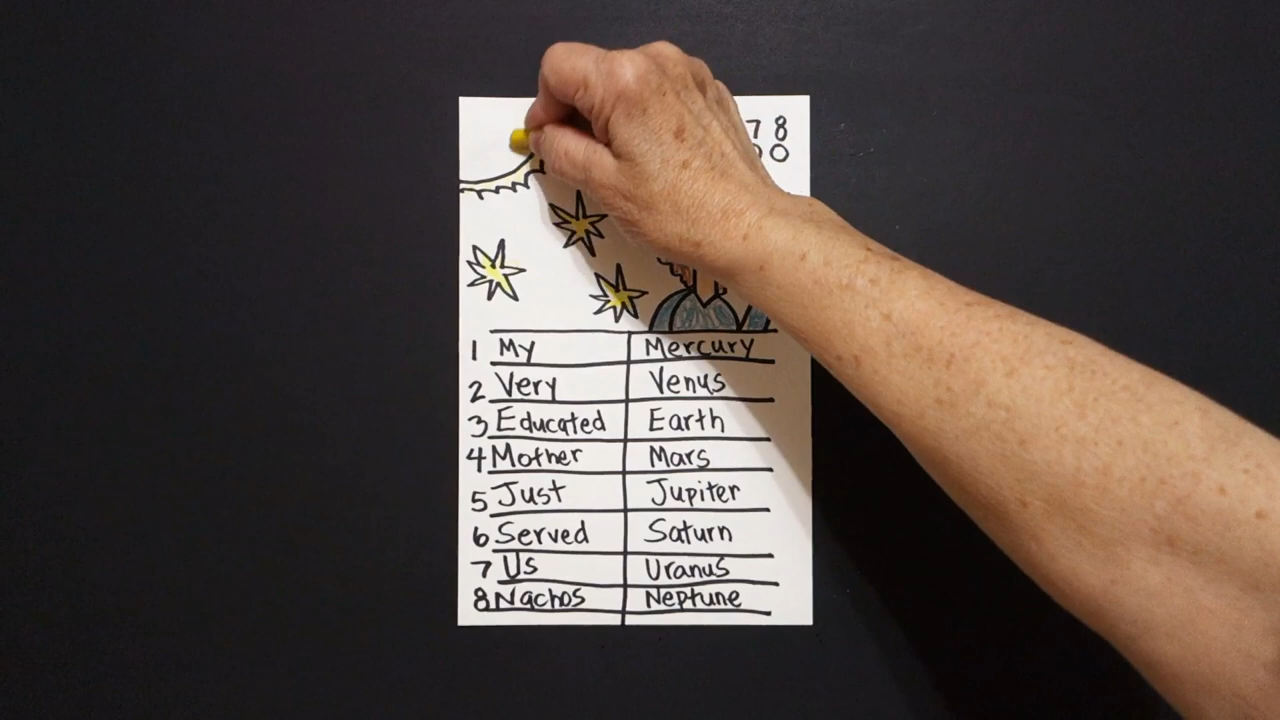 7 8
1 My Mercury
2 Very Venus
3 Educated Earth
4 Mother Mars
5 Just Jupiter
6 Served Saturn
7 Us Uranus
8 Nachos Neptune